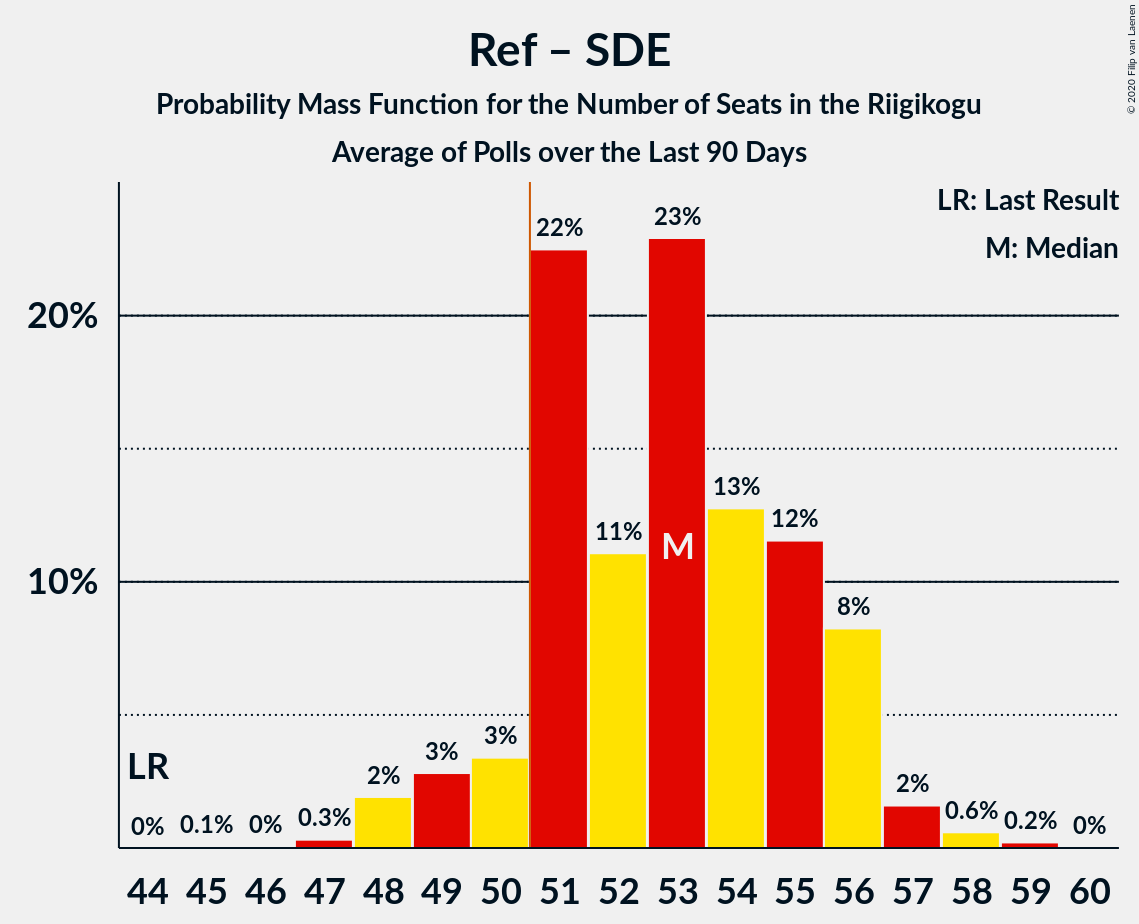 Ref – SDE
Probability Mass Function for the Number of Seats in the Riigikogu
Average of Polls over the Last 90 Days
© 2020 Filip van Laenen
LR: Last Result
M: Median
20%
10%
LR
M
0% 0.1% 0% 0.3% 2% 3% 3% 22% 11% 23% 13% 12% 8% 2% 0.6% 0.2% 0%
44 45 46 47 48 49 50 51 52 53 54 55 56 57 58 59 60